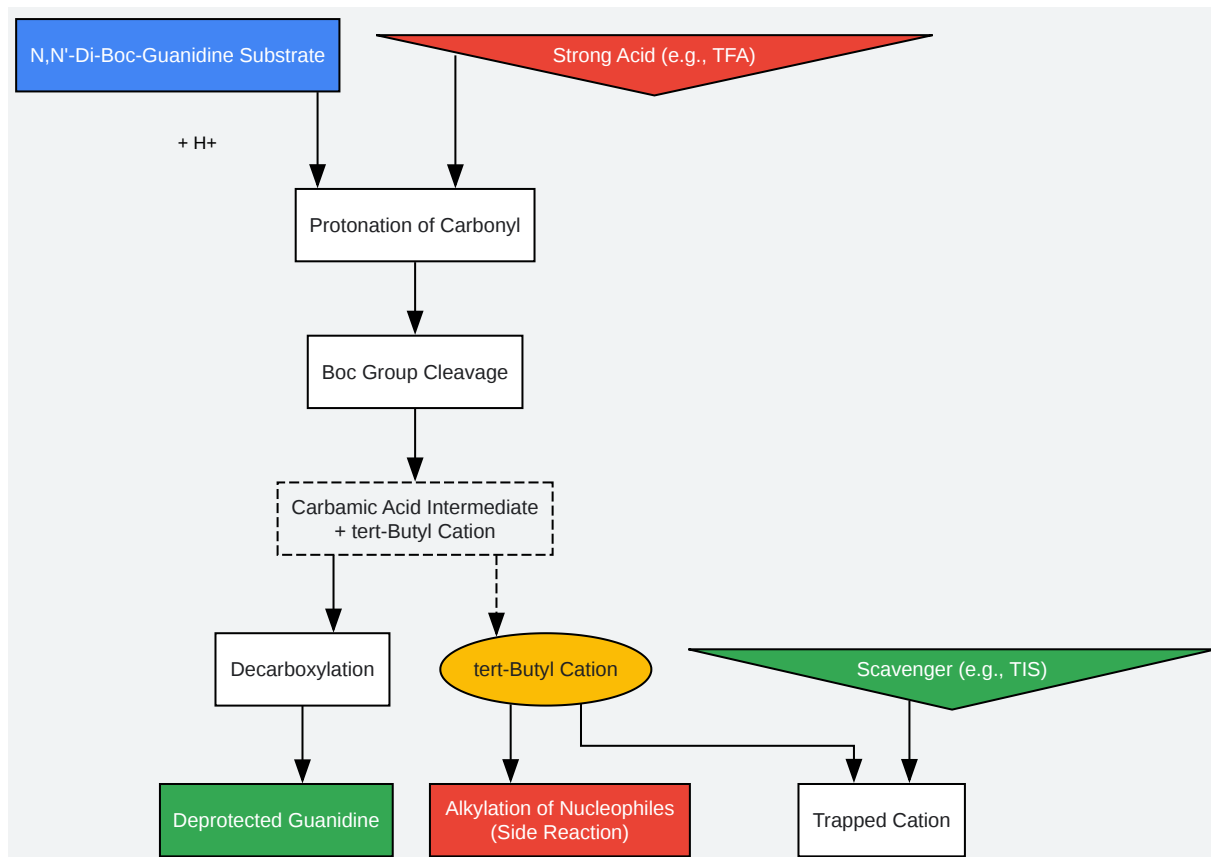 N,N'-Di-Boc-Guanidine Substrate
Strong Acid (e.g., TFA)
+ H+
Protonation of Carbonyl
Boc Group Cleavage
Carbamic Acid Intermediate
+ tert-Butyl Cation
Decarboxylation
tert-Butyl Cation
Scavenger (e.g., TIS)
Deprotected Guanidine
Alkylation of Nucleophiles
(Side Reaction)
Trapped Cation